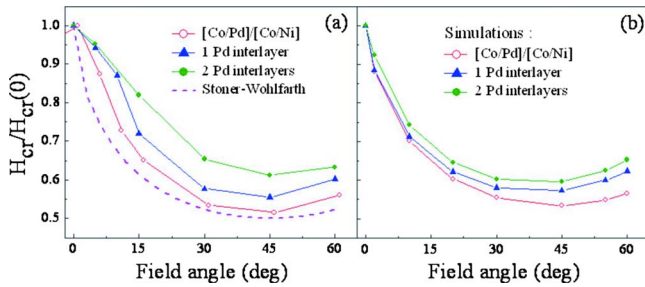 (a)
[Co/Pd]/[Co/Ni]
1 Pd interlayer
2 Pd interlayers
Stoner-Wohlfarth
H_cr/H_cr(0)
1.0
0.9
0.8
0.7
0.6
0.5
0 15 30 45 60
Field angle (deg)
(b)
Simulations :
[Co/Pd]/[Co/Ni]
1 Pd interlayer
2 Pd interlayers
0 15 30 45 60
Field angle (deg)